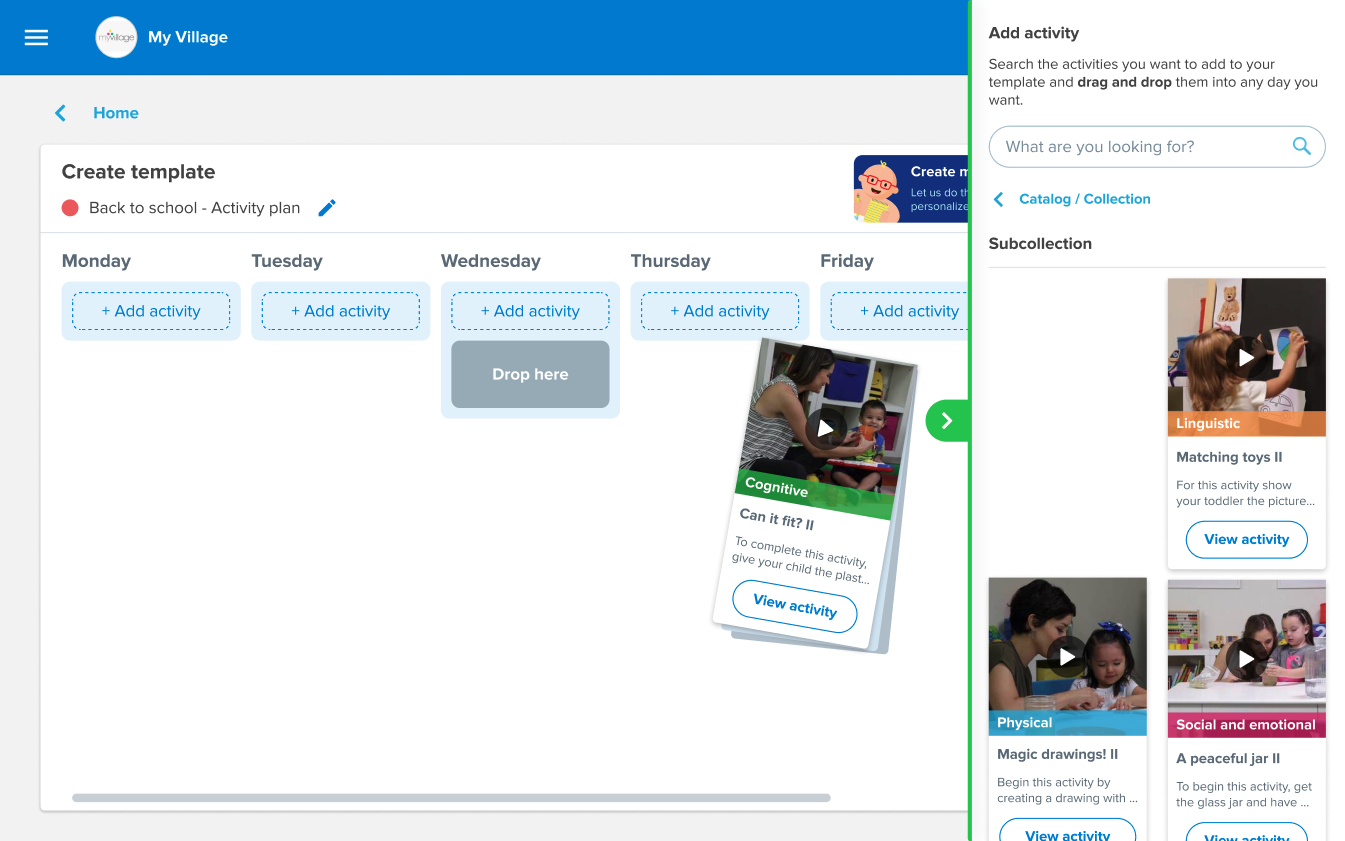 myvillage
My Village
Home
Create template
Back to school - Activity plan
Create m
Let us do th
personalize
Monday
Tuesday
Wednesday
Thursday
Friday
+ Add activity
+ Add activity
+ Add activity
+ Add activity
+ Add activity
Drop here
Cognitive
Can it fit? II
To complete this activity,
give your child the plast...
View activity
Add activity
Search the activities you want to add to your
template and drag and drop them into any day you
want.
What are you looking for?
Catalog / Collection
Subcollection
Linguistic
Matching toys II
For this activity show
your toddler the picture...
View activity
Physical
Magic drawings! II
Begin this activity by
creating a drawing with ...
View activity
Social and emotional
A peaceful jar II
To begin this activity, get
the glass jar and have ...
View activity